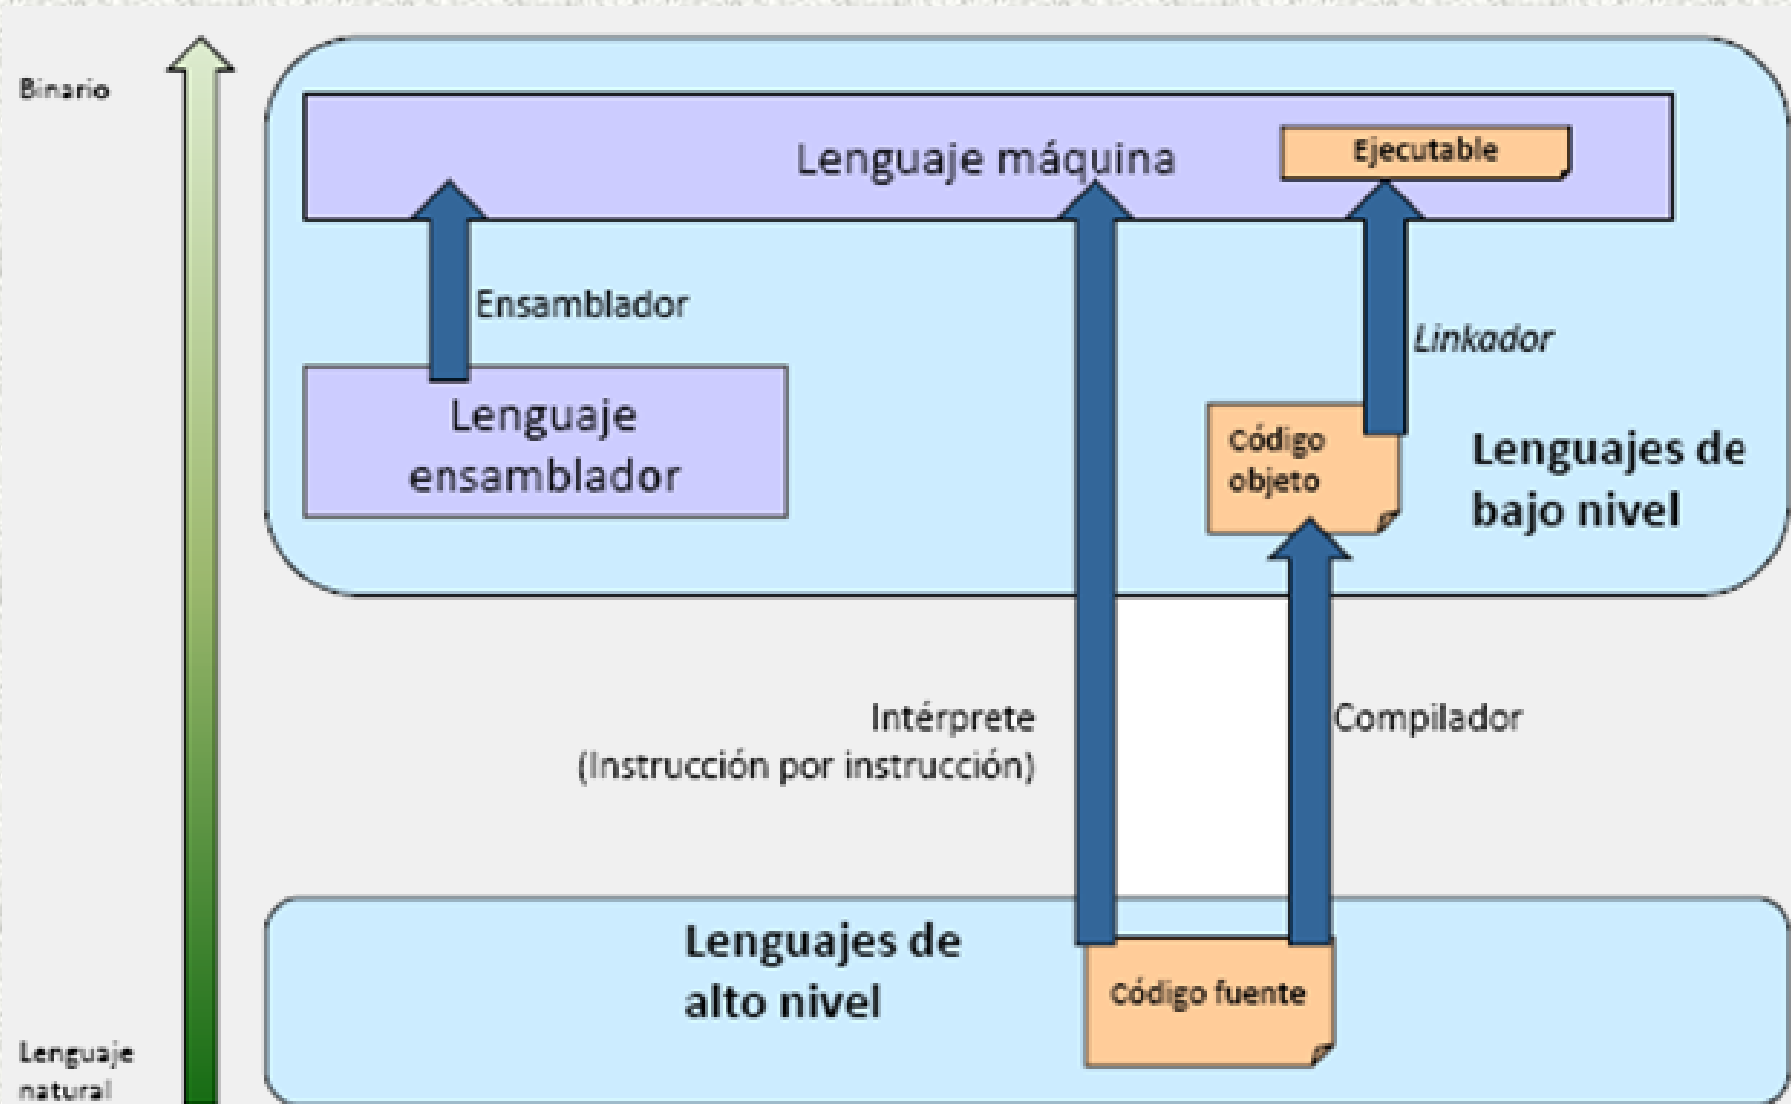 Binario
Lenguaje máquina
Ejecutable
Ensamblador
Linkador
Lenguaje
ensamblador
Código
objeto
Lenguajes de
bajo nivel
Intérprete
(Instrucción por instrucción)
Compilador
Lenguajes de
alto nivel
Código fuente
Lenguaje
natural